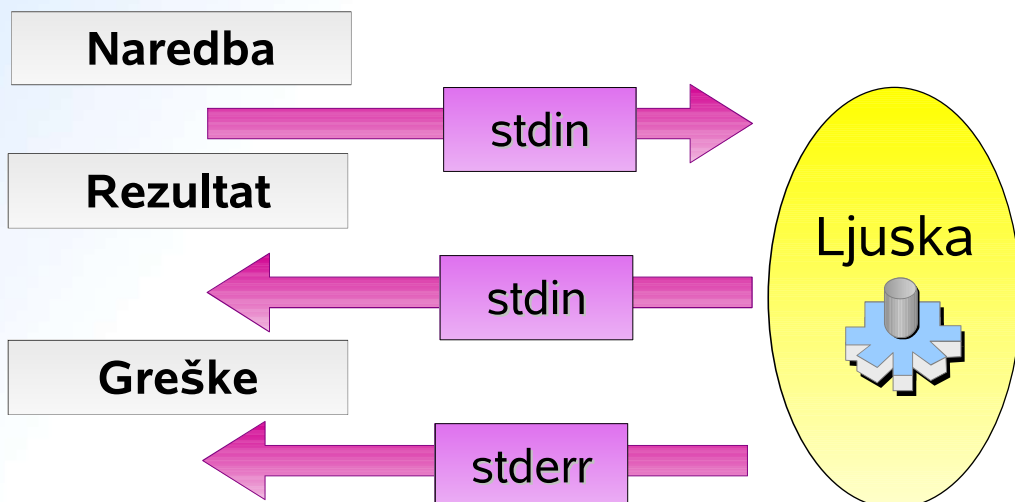 Naredba
stdin
Rezultat
Ljuska
stdin
Greške
stderr